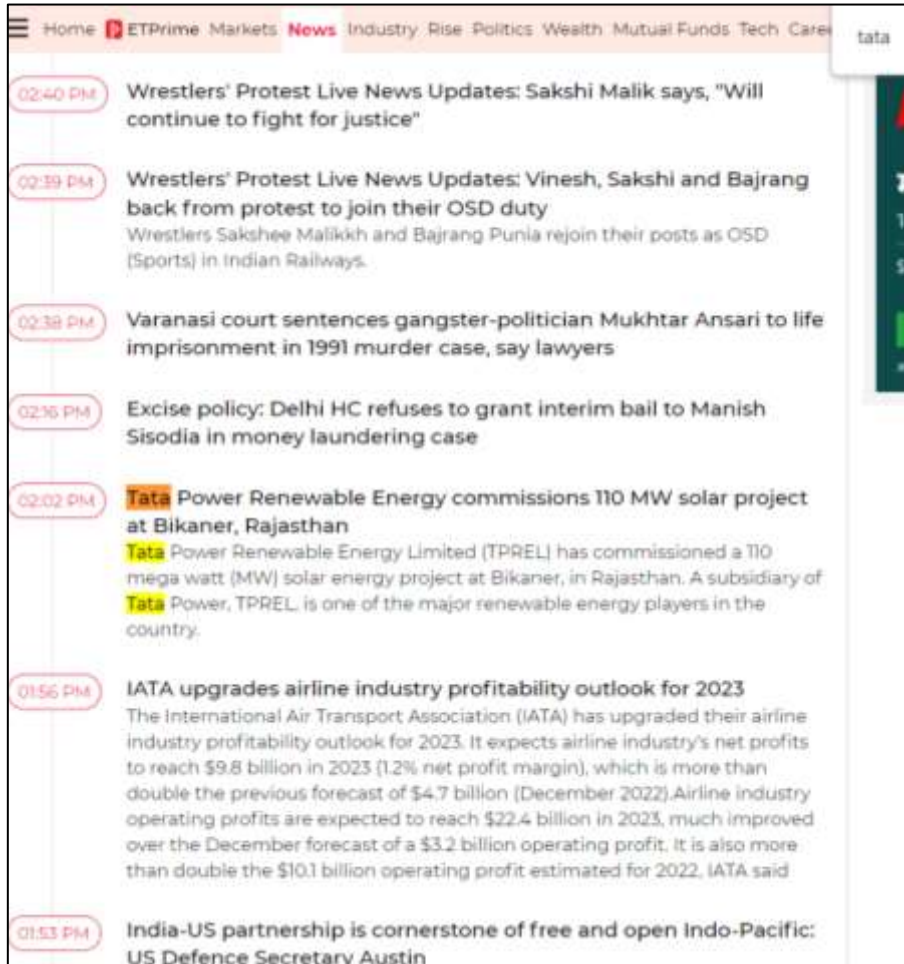 Home ETPrime Markets News Industry Rise Politics Wealth Mutual Funds Tech
tata
02:40 PM
Wrestlers' Protest Live News Updates: Sakshi Malik says, "Will
continue to fight for justice"
02:39 PM
Wrestlers' Protest Live News Updates: Vinesh, Sakshi and Bajrang
back from protest to join their OSD duty
Wrestlers Sakshee Malikkh and Bajrang Punia rejoin their posts as OSD
(Sports) in Indian Railways.
02:38 PM
Varanasi court sentences gangster-politician Mukhtar Ansari to life
imprisonment in 1991 murder case, say lawyers
02:16 PM
Excise policy: Delhi HC refuses to grant interim bail to Manish
Sisodia in money laundering case
02:02 PM
Tata Power Renewable Energy commissions 110 MW solar project
at Bikaner, Rajasthan
Tata Power Renewable Energy Limited (TPREL) has commissioned a 110
mega watt (MW) solar energy project at Bikaner, in Rajasthan. A subsidiary of
Tata Power, TPREL, is one of the major renewable energy players in the
country.
01:56 PM
IATA upgrades airline industry profitability outlook for 2023
The International Air Transport Association (IATA) has upgraded their airline
industry profitability outlook for 2023. It expects airline industry's net profits
to reach $9.8 billion in 2023 (1.2% net profit margin), which is more than
double the previous forecast of $4.7 billion (December 2022).Airline industry
operating profits are expected to reach $22.4 billion in 2023, much improved
over the December forecast of a $3.2 billion operating profit. It is also more
than double the $10.1 billion operating profit estimated for 2022, IATA said
01:53 PM
India-US partnership is cornerstone of free and open Indo-Pacific:
US Defence Secretary Austin